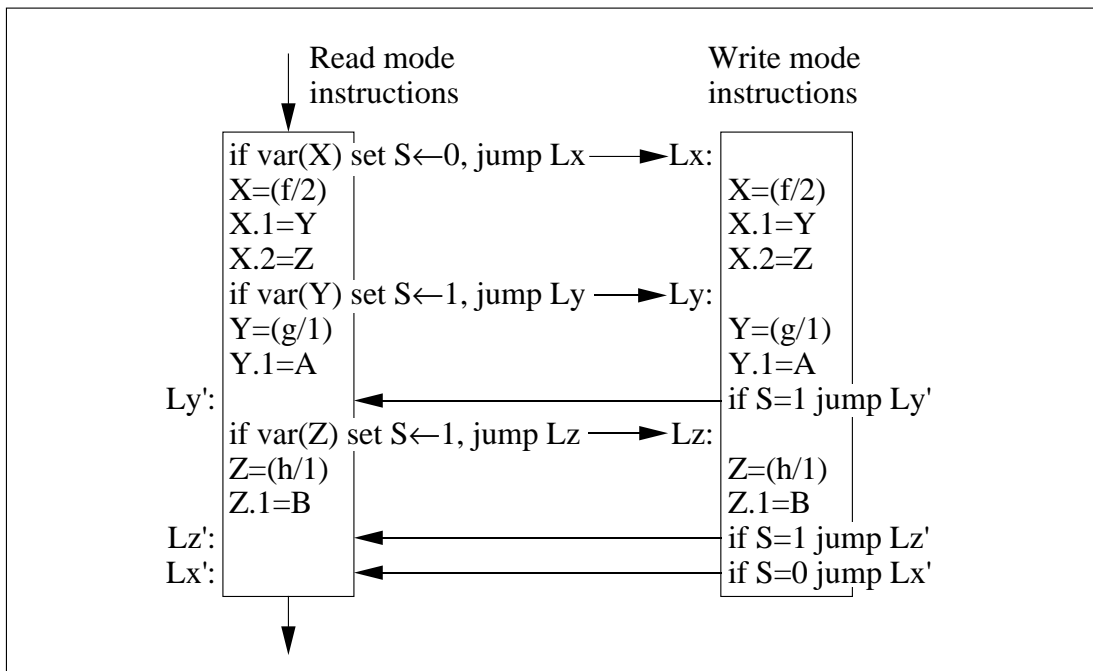 Read mode instructions
Write mode instructions
if var(X) set S←0, jump Lx
Lx:
X=(f/2)
X=(f/2)
X.1=Y
X.1=Y
X.2=Z
X.2=Z
if var(Y) set S←1, jump Ly
Ly:
Y=(g/1)
Y=(g/1)
Y.1=A
Y.1=A
Ly':
if S=1 jump Ly'
if var(Z) set S←1, jump Lz
Lz:
Z=(h/1)
Z=(h/1)
Z.1=B
Z.1=B
Lz':
if S=1 jump Lz'
Lx':
if S=0 jump Lx'